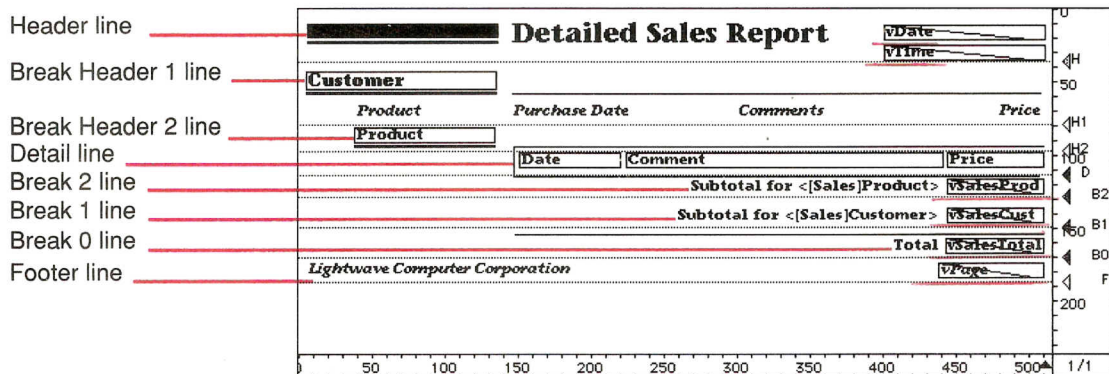 Header line
Break Header 1 line
Break Header 2 line
Detail line
Break 2 line
Break 1 line
Break 0 line
Footer line
Detailed Sales Report
vDate
vTime
H
Customer
50
Product Purchase Date Comments Price
H1
Product
H2
100
Date Comment Price
D
Subtotal for <[Sales]Product> vSalesProd
B2
Subtotal for <[Sales]Customer> vSalesCust
B1
150
Total vSalesTotal
B0
Lightwave Computer Corporation vPage
F
200
0 50 100 150 200 250 300 350 400 450 500 1/1